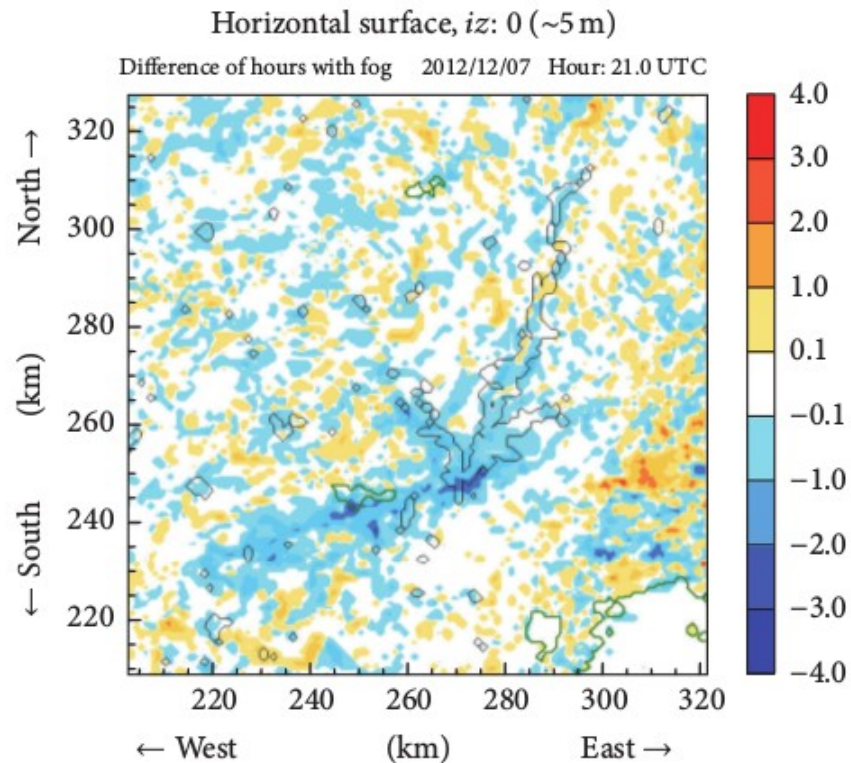 Horizontal surface, iz: 0 (~5 m)
Difference of hours with fog 2012/12/07 Hour: 21.0 UTC
North →
(km)
← South
320
300
280
260
240
220
220 240 260 280 300 320
← West (km) East →
4.0
3.0
2.0
1.0
0.1
−0.1
−1.0
−2.0
−3.0
−4.0